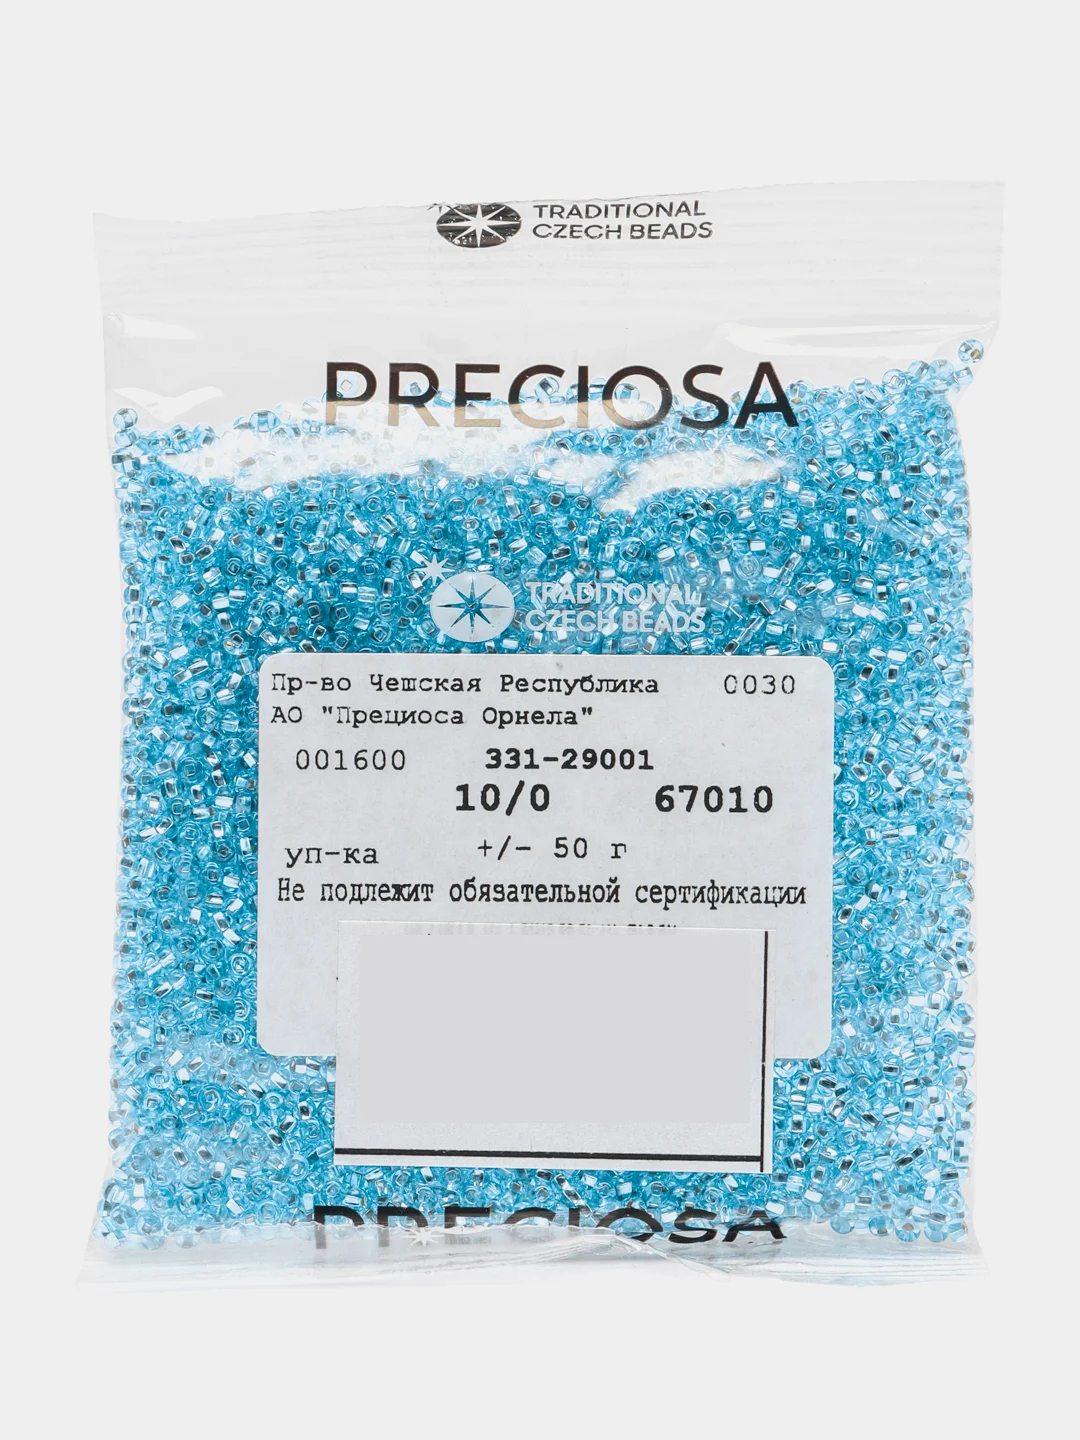 TRADITIONAL
CZECH BEADS
PRECIOSA
TRADITIONAL
CZECH BEADS
Пр-во Чешская Республика 0030
АО "Прециоса Орнела"
001600 331-29001
10/0 67010
уп-ка +/- 50 г
Не подлежит обязательной сертификации
PRECIOSA